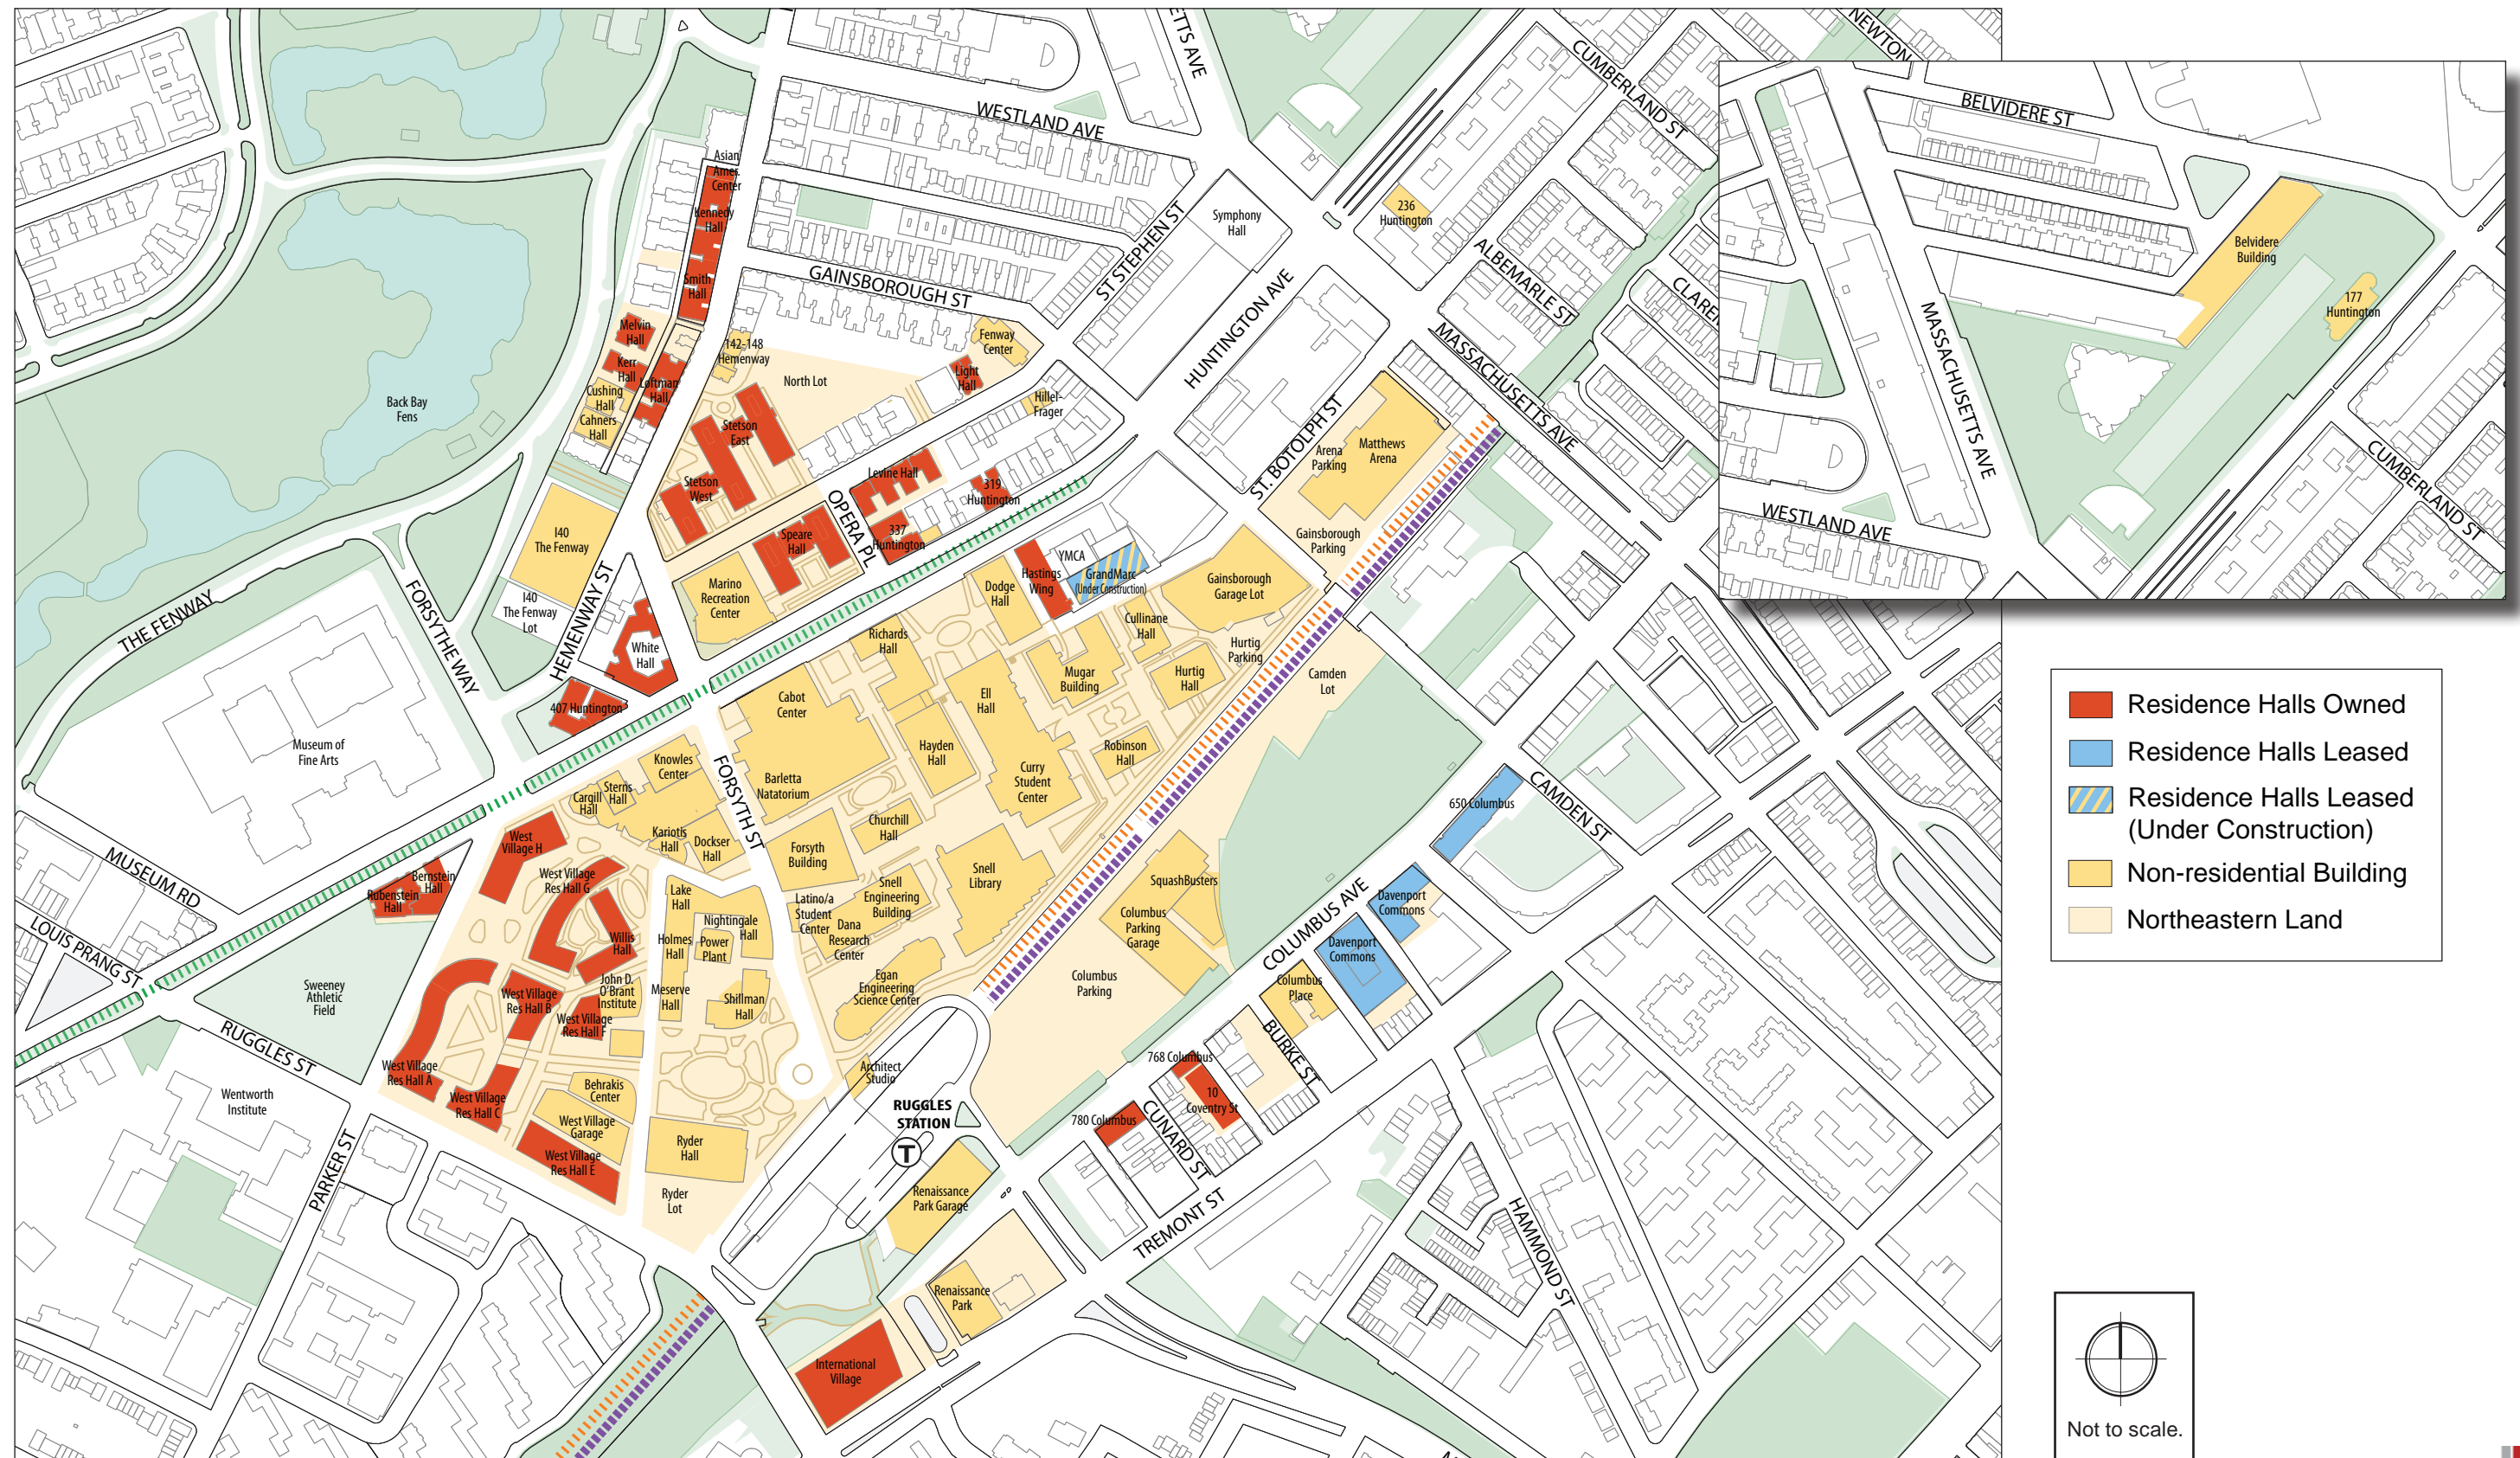 WESTLAND AVE
CUMBERLAND ST
NEWTON
Asian
Amer.
Center
Kennedy
Hall
Smith
Hall
GAINSBOROUGH ST
ST STEPHEN ST
Symphony
Hall
236
Huntington
ALBEMARLE ST
HUNTINGTON AVE
MASSACHUSETTS AVE
BELVIDERE ST
Belvidere
Building
177
Huntington
MASSACHUSETTS AVE
WESTLAND AVE
CUMBERLAND ST
Melvin
Hall
Kerr
Hall
Cushing
Hall
Cahners
Hall
Loftman
Hall
142-148
Hemenway
North Lot
Light
Hall
Fenway
Center
Hillel-
Frager
Back Bay
Fens
Stetson
East
Stetson
West
Levine Hall
319
Huntington
337
Huntington
OPERA PL
Speare
Hall
Marino
Recreation
Center
ST. BOTOLPH ST
Arena
Parking
Matthews
Arena
Gainsborough
Parking
140
The Fenway
140
The Fenway
Lot
THE FENWAY
FORSYTHE WAY
HEMENWAY ST
White
Hall
407 Huntington
Museum of
Fine Arts
Dodge
Hall
Hastings
Wing
YMCA
GrandMarc
(Under Construction)
Gainsborough
Garage Lot
Cullinane
Hall
Richards
Hall
Mugar
Building
Hurtig
Parking
Hurtig
Hall
Camden
Lot
Cabot
Center
Ell
Hall
Hayden
Hall
Robinson
Hall
Curry
Student
Center
Barletta
Natatorium
Knowles
Center
Sterns
Hall
Cargill
Hall
FORSYTH ST
Kariotis
Hall
Dockser
Hall
Forsyth
Building
Churchill
Hall
Snell
Library
SquashBusters
Columbus
Parking
Garage
650 Columbus
CAMDEN ST
MUSEUM RD
Bernstein
Hall
Rubenstein
Hall
LOUIS PRANG ST
West
Village H
West Village
Res Hall G
Willis
Hall
Lake
Hall
Nightingale
Hall
Holmes
Hall
Power
Plant
Latino/a
Student
Center
Snell
Engineering
Building
Dana
Research
Center
Egan
Engineering
Science Center
Columbus
Parking
COLUMBUS AVE
Davenport
Commons
Davenport
Commons
Columbus
Place
Sweeney
Athletic
Field
West Village
Res Hall B
John D.
O'Brant
Institute
West Village
Res Hall F
Meserve
Hall
Shillman
Hall
RUGGLES ST
West Village
Res Hall A
West Village
Res Hall C
Behrakis
Center
West Village
Garage
West Village
Res Hall E
Ryder
Hall
Ryder
Lot
Architect
Studio
RUGGLES
STATION
T
768 Columbus
10
Coventry St
780 Columbus
BURKE ST
CUNARD ST
TREMONT ST
HAMMOND ST
Wentworth
Institute
PARKER ST
Renaissance
Park Garage
Renaissance
Park
International
Village
Residence Halls Owned
Residence Halls Leased
Residence Halls Leased
(Under Construction)
Non-residential Building
Northeastern Land
Not to scale.